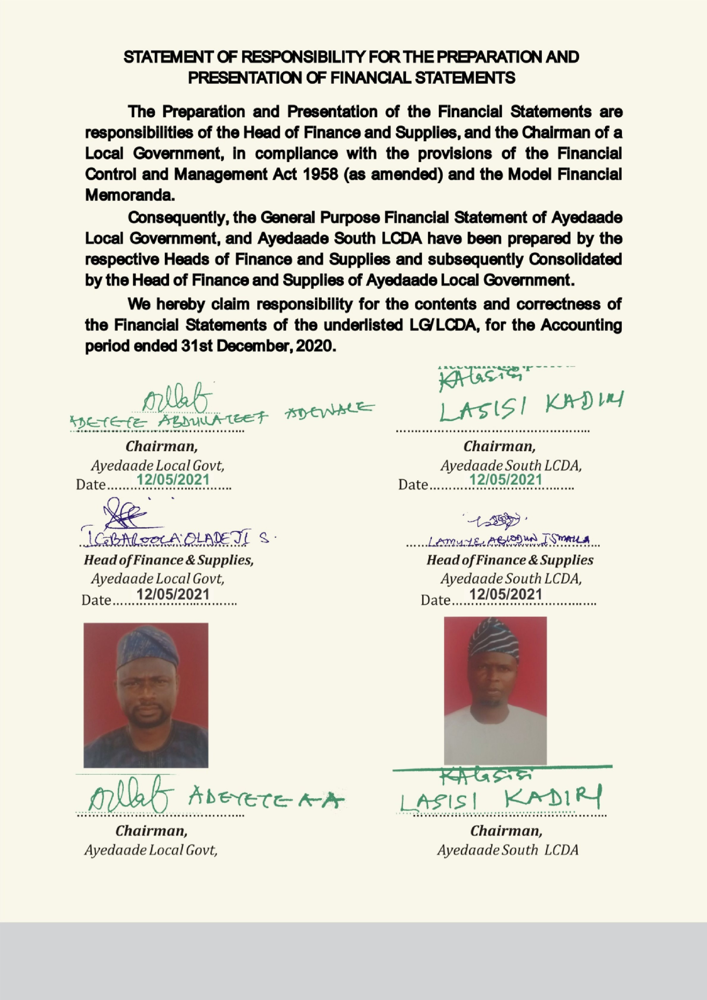 STATEMENT OF RESPONSIBILITY FOR THE PREPARATION AND
PRESENTATION OF FINANCIAL STATEMENTS
The Preparation and Presentation of the Financial Statements are
responsibilities of the Head of Finance and Supplies, and the Chairman of a
Local Government, in compliance with the provisions of the Financial
Control and Management Act 1958 (as amended) and the Model Financial
Memoranda.
Consequently, the General Purpose Financial Statement of Ayedaade
Local Government, and Ayedaade South LCDA have been prepared by the
respective Heads of Finance and Supplies and subsequently Consolidated
by the Head of Finance and Supplies of Ayedaade Local Government.
We hereby claim responsibility for the contents and correctness of
the Financial Statements of the underlisted LG/LCDA, for the Accounting
period ended 31st December, 2020.
KALasisi
ADEYEYE ABDULLATEEF ADEWALE
LASISI KADIRI
Chairman,
Chairman,
Ayedaade Local Govt,
Ayedaade South LCDA,
Date 12/05/2021
Date 12/05/2021
IGBAROOLA OLADEJI S.
LAMUYE ABIODUN ISMAILA
Head of Finance & Supplies,
Head of Finance & Supplies
Ayedaade Local Govt,
Ayedaade South LCDA,
Date 12/05/2021
Date 12/05/2021
KALasisi
ADEYEYE A A
LASISI KADIRI
Chairman,
Chairman,
Ayedaade Local Govt,
Ayedaade South LCDA